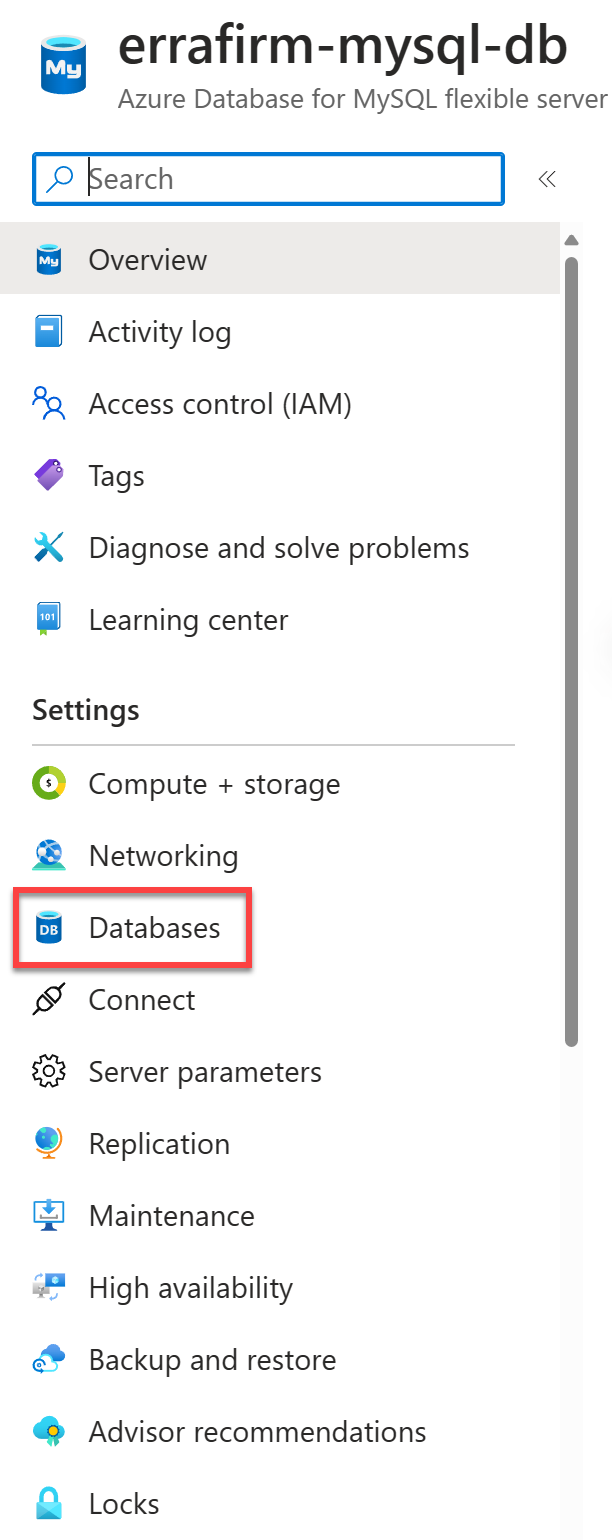 errafirm-mysql-db
My
Azure Database for MySQL flexible server
Search
My
Overview
Activity log
Access control (IAM)
Tags
Diagnose and solve problems
101
Learning center
Settings
$
Compute + storage
Networking
DB
Databases
Connect
Server parameters
Replication
Maintenance
High availability
Backup and restore
Advisor recommendations
Locks